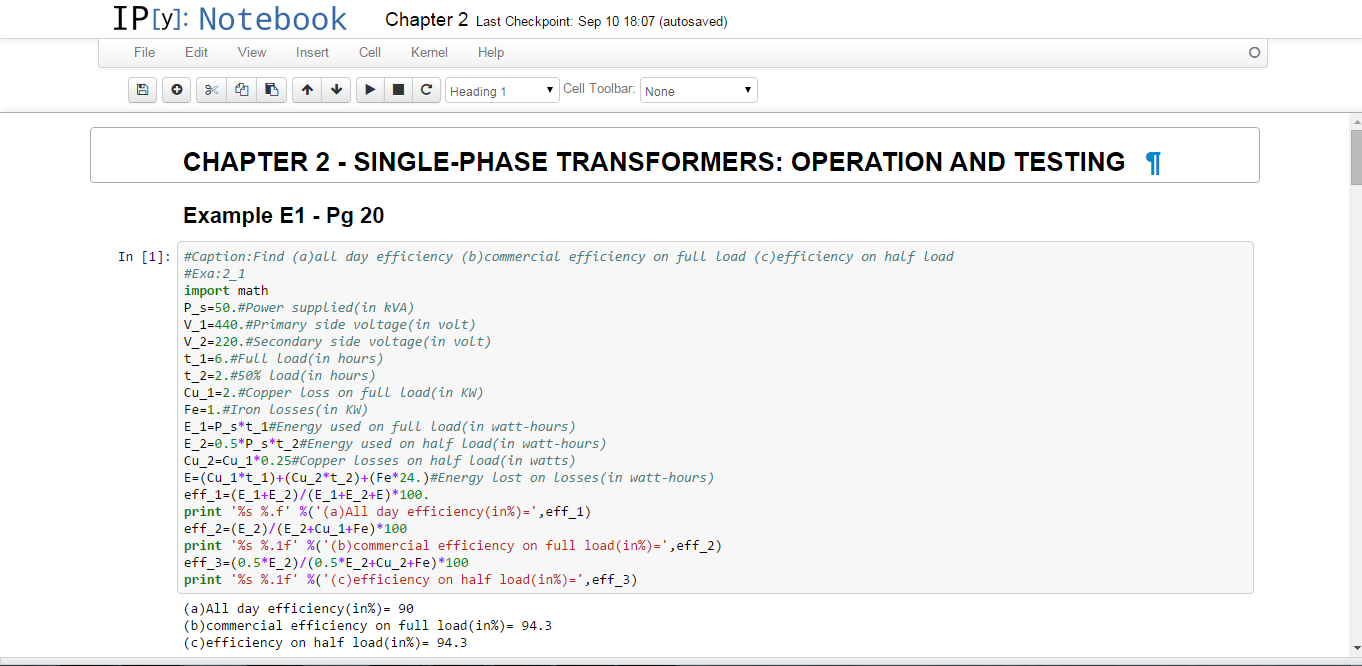 IP[y]: Notebook Chapter 2 Last Checkpoint: Sep 10 18:07 (autosaved)
File Edit View Insert Cell Kernel Help
Heading 1 Cell Toolbar: None
CHAPTER 2 - SINGLE-PHASE TRANSFORMERS: OPERATION AND TESTING ¶
Example E1 - Pg 20
In [1]: #Caption:Find (a)all day efficiency (b)commercial efficiency on full load (c)efficiency on half load
#Exa:2_1
import math
P_s=50.#Power supplied(in kVA)
V_1=440.#Primary side voltage(in volt)
V_2=220.#Secondary side voltage(in volt)
t_1=6.#Full load(in hours)
t_2=2.#50% load(in hours)
Cu_1=2.#Copper loss on full load(in KW)
Fe=1.#Iron losses(in KW)
E_1=P_s*t_1#Energy used on full load(in watt-hours)
E_2=0.5*P_s*t_2#Energy used on half load(in watt-hours)
Cu_2=Cu_1*0.25#Copper losses on half load(in watts)
E=(Cu_1*t_1)+(Cu_2*t_2)+(Fe*24.)#Energy lost on losses(in watt-hours)
eff_1=(E_1+E_2)/(E_1+E_2+E)*100.
print '%s %.f' %('(a)All day efficiency(in%)=',eff_1)
eff_2=(E_2)/(E_2+Cu_1+Fe)*100
print '%s %.1f' %('(b)commercial efficiency on full load(in%)=',eff_2)
eff_3=(0.5*E_2)/(0.5*E_2+Cu_2+Fe)*100
print '%s %.1f' %('(c)efficiency on half load(in%)=',eff_3)
(a)All day efficiency(in%)= 90
(b)commercial efficiency on full load(in%)= 94.3
(c)efficiency on half load(in%)= 94.3